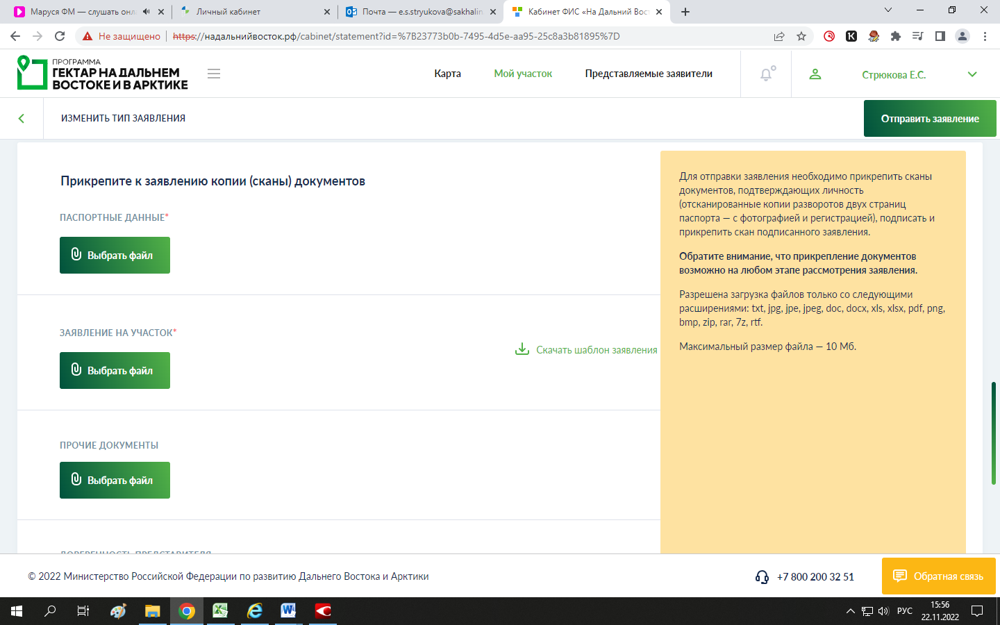 Маруся ФМ — слушать онл
Личный кабинет
Почта — e.s.stryukova@sakhalin
Кабинет ФИС «На Дальний Вост
Не защищено
https://надальнийвосток.рф/cabinet/statement?id=%7B23773b0b-7495-4d5e-aa95-25c8a3b81895%7D
ПРОГРАММА
ГЕКТАР НА ДАЛЬНЕМ
ВОСТОКЕ И В АРКТИКЕ
Карта
Мой участок
Представляемые заявители
Стрюкова Е.С.
ИЗМЕНИТЬ ТИП ЗАЯВЛЕНИЯ
Отправить заявление
Прикрепите к заявлению копии (сканы) документов
ПАСПОРТНЫЕ ДАННЫЕ*
Выбрать файл
ЗАЯВЛЕНИЕ НА УЧАСТОК*
Скачать шаблон заявления
Выбрать файл
ПРОЧИЕ ДОКУМЕНТЫ
Выбрать файл
ДОВЕРЕННОСТЬ ПРЕДСТАВИТЕЛЯ
Для отправки заявления необходимо прикрепить сканы
документов, подтверждающих личность
(отсканированные копии разворотов двух страниц
паспорта — с фотографией и регистрацией), подписать и
прикрепить скан подписанного заявления.
Обратите внимание, что прикрепление документов
возможно на любом этапе рассмотрения заявления.
Разрешена загрузка файлов только со следующими
расширениями: txt, jpg, jpe, jpeg, doc, docx, xls, xlsx, pdf, png,
bmp, zip, rar, 7z, rtf.
Максимальный размер файла — 10 Мб.
© 2022 Министерство Российской Федерации по развитию Дальнего Востока и Арктики
+7 800 200 32 51
Обратная связь
РУС
15:56
22.11.2022